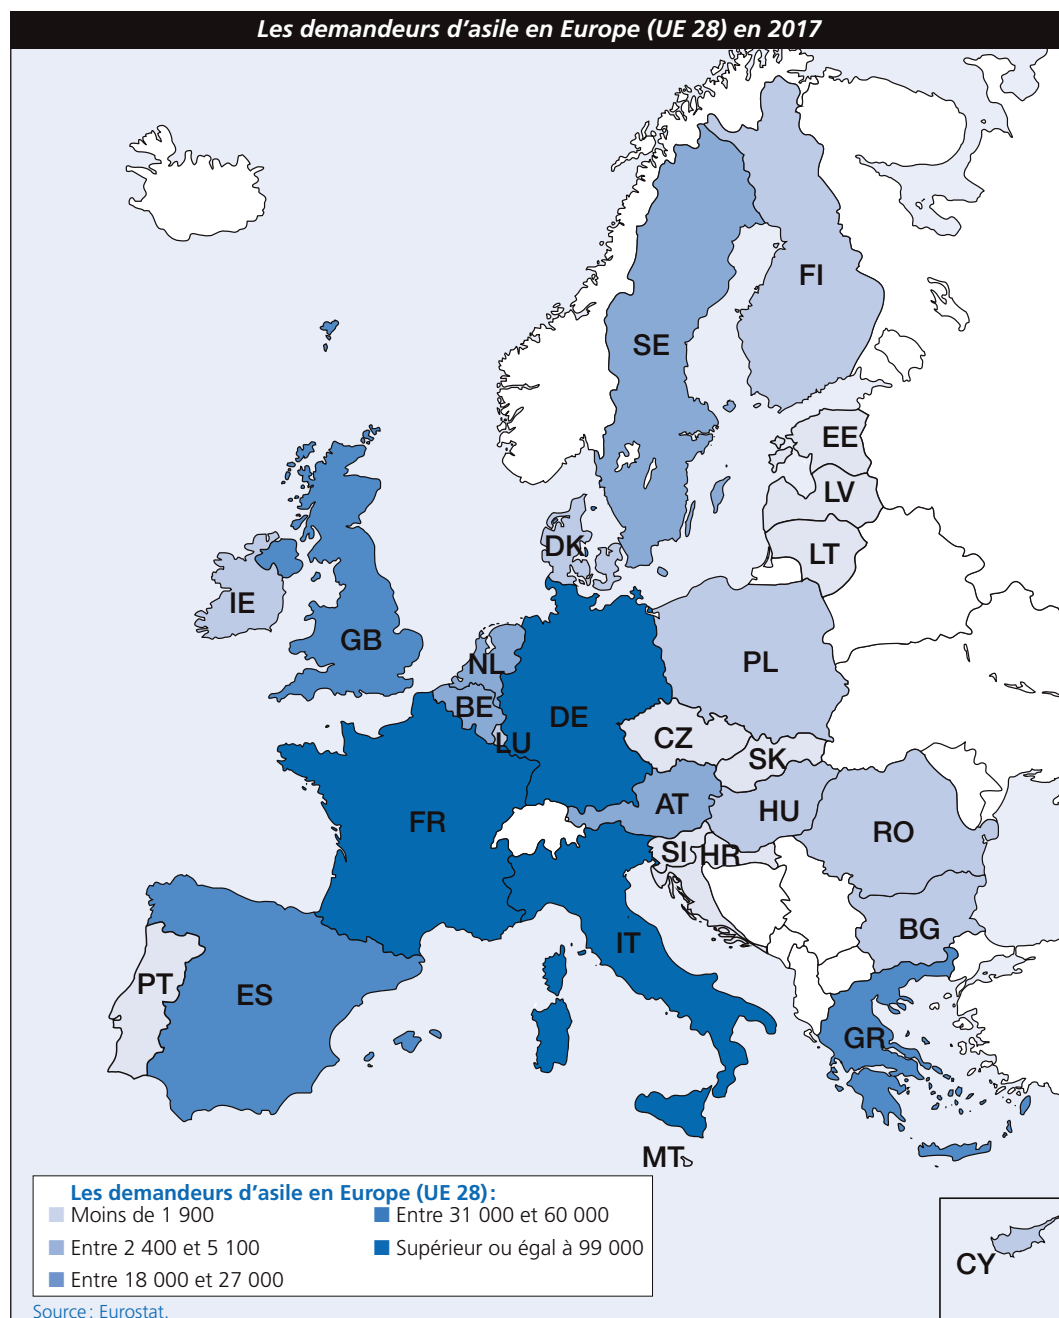 Les demandeurs d'asile en Europe (UE 28) en 2017
FI
SE
EE
LV
LT
DK
IE
GB
NL
PL
BE
DE
LU
CZ
SK
AT
HU
FR
RO
SI
HR
BG
IT
PT
ES
GR
MT
CY
Les demandeurs d'asile en Europe (UE 28) :
Moins de 1 900
Entre 2 400 et 5 100
Entre 18 000 et 27 000
Entre 31 000 et 60 000
Supérieur ou égal à 99 000
Source : Eurostat.